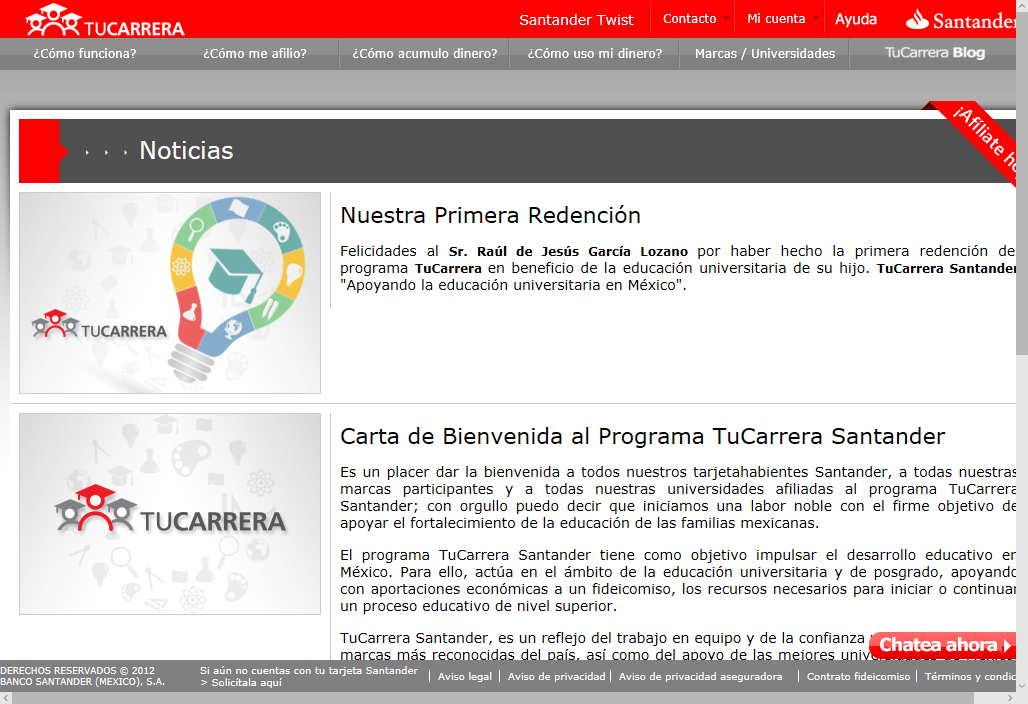 TUCARRERA
Santander Twist
Contacto
Mi cuenta
Ayuda
Santander
¿Cómo funciona?
¿Cómo me afilio?
¿Cómo acumulo dinero?
¿Cómo uso mi dinero?
Marcas / Universidades
TuCarrera Blog
¡Afíliate
Noticias
Nuestra Primera Redención
Felicidades al Sr. Raúl de Jesús García Lozano por haber hecho la primera redención de
programa TuCarrera en beneficio de la educación universitaria de su hijo. TuCarrera Santander
"Apoyando la educación universitaria en México".
TUCARRERA
Carta de Bienvenida al Programa TuCarrera Santander
Es un placer dar la bienvenida a todos nuestros tarjetahabientes Santander, a todas nuestras
marcas participantes y a todas nuestras universidades afiliadas al programa TuCarrera
Santander; con orgullo puedo decir que iniciamos una labor noble con el firme objetivo de
apoyar el fortalecimiento de la educación de las familias mexicanas.
TUCARRERA
El programa TuCarrera Santander tiene como objetivo impulsar el desarrollo educativo en
México. Para ello, actúa en el ámbito de la educación universitaria y de posgrado, apoyando
con aportaciones económicas a un fideicomiso, los recursos necesarios para iniciar o continuar
un proceso educativo de nivel superior.
TuCarrera Santander, es un reflejo del trabajo en equipo y de la confianza
marcas más reconocidas del país, así como del apoyo de las mejores
Chatea ahora
DERECHOS RESERVADOS © 2012
BANCO SANTANDER (MEXICO), S.A.
Si aún no cuentas con tu tarjeta Santander
> Solicítala aquí
Aviso legal
Aviso de privacidad
Aviso de privacidad aseguradora
Contrato fideicomiso
Términos y condic